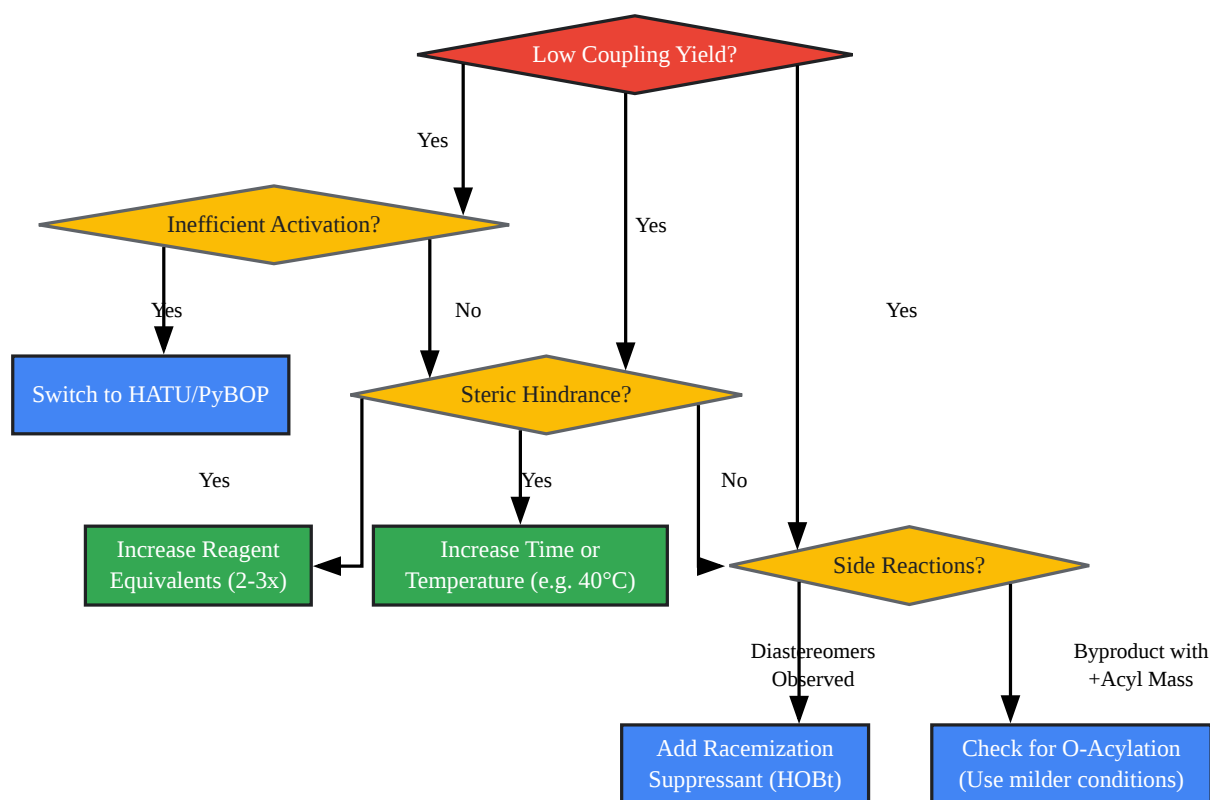 Low Coupling Yield?
Yes
Inefficient Activation?
Yes
Yes
No
Yes
Switch to HATU/PyBOP
Steric Hindrance?
Yes
Yes
No
Increase Reagent
Equivalents (2-3x)
Increase Time or
Temperature (e.g. 40°C)
Side Reactions?
Diastereomers
Observed
Byproduct with
+Acyl Mass
Add Racemization
Suppressant (HOBt)
Check for O-Acylation
(Use milder conditions)